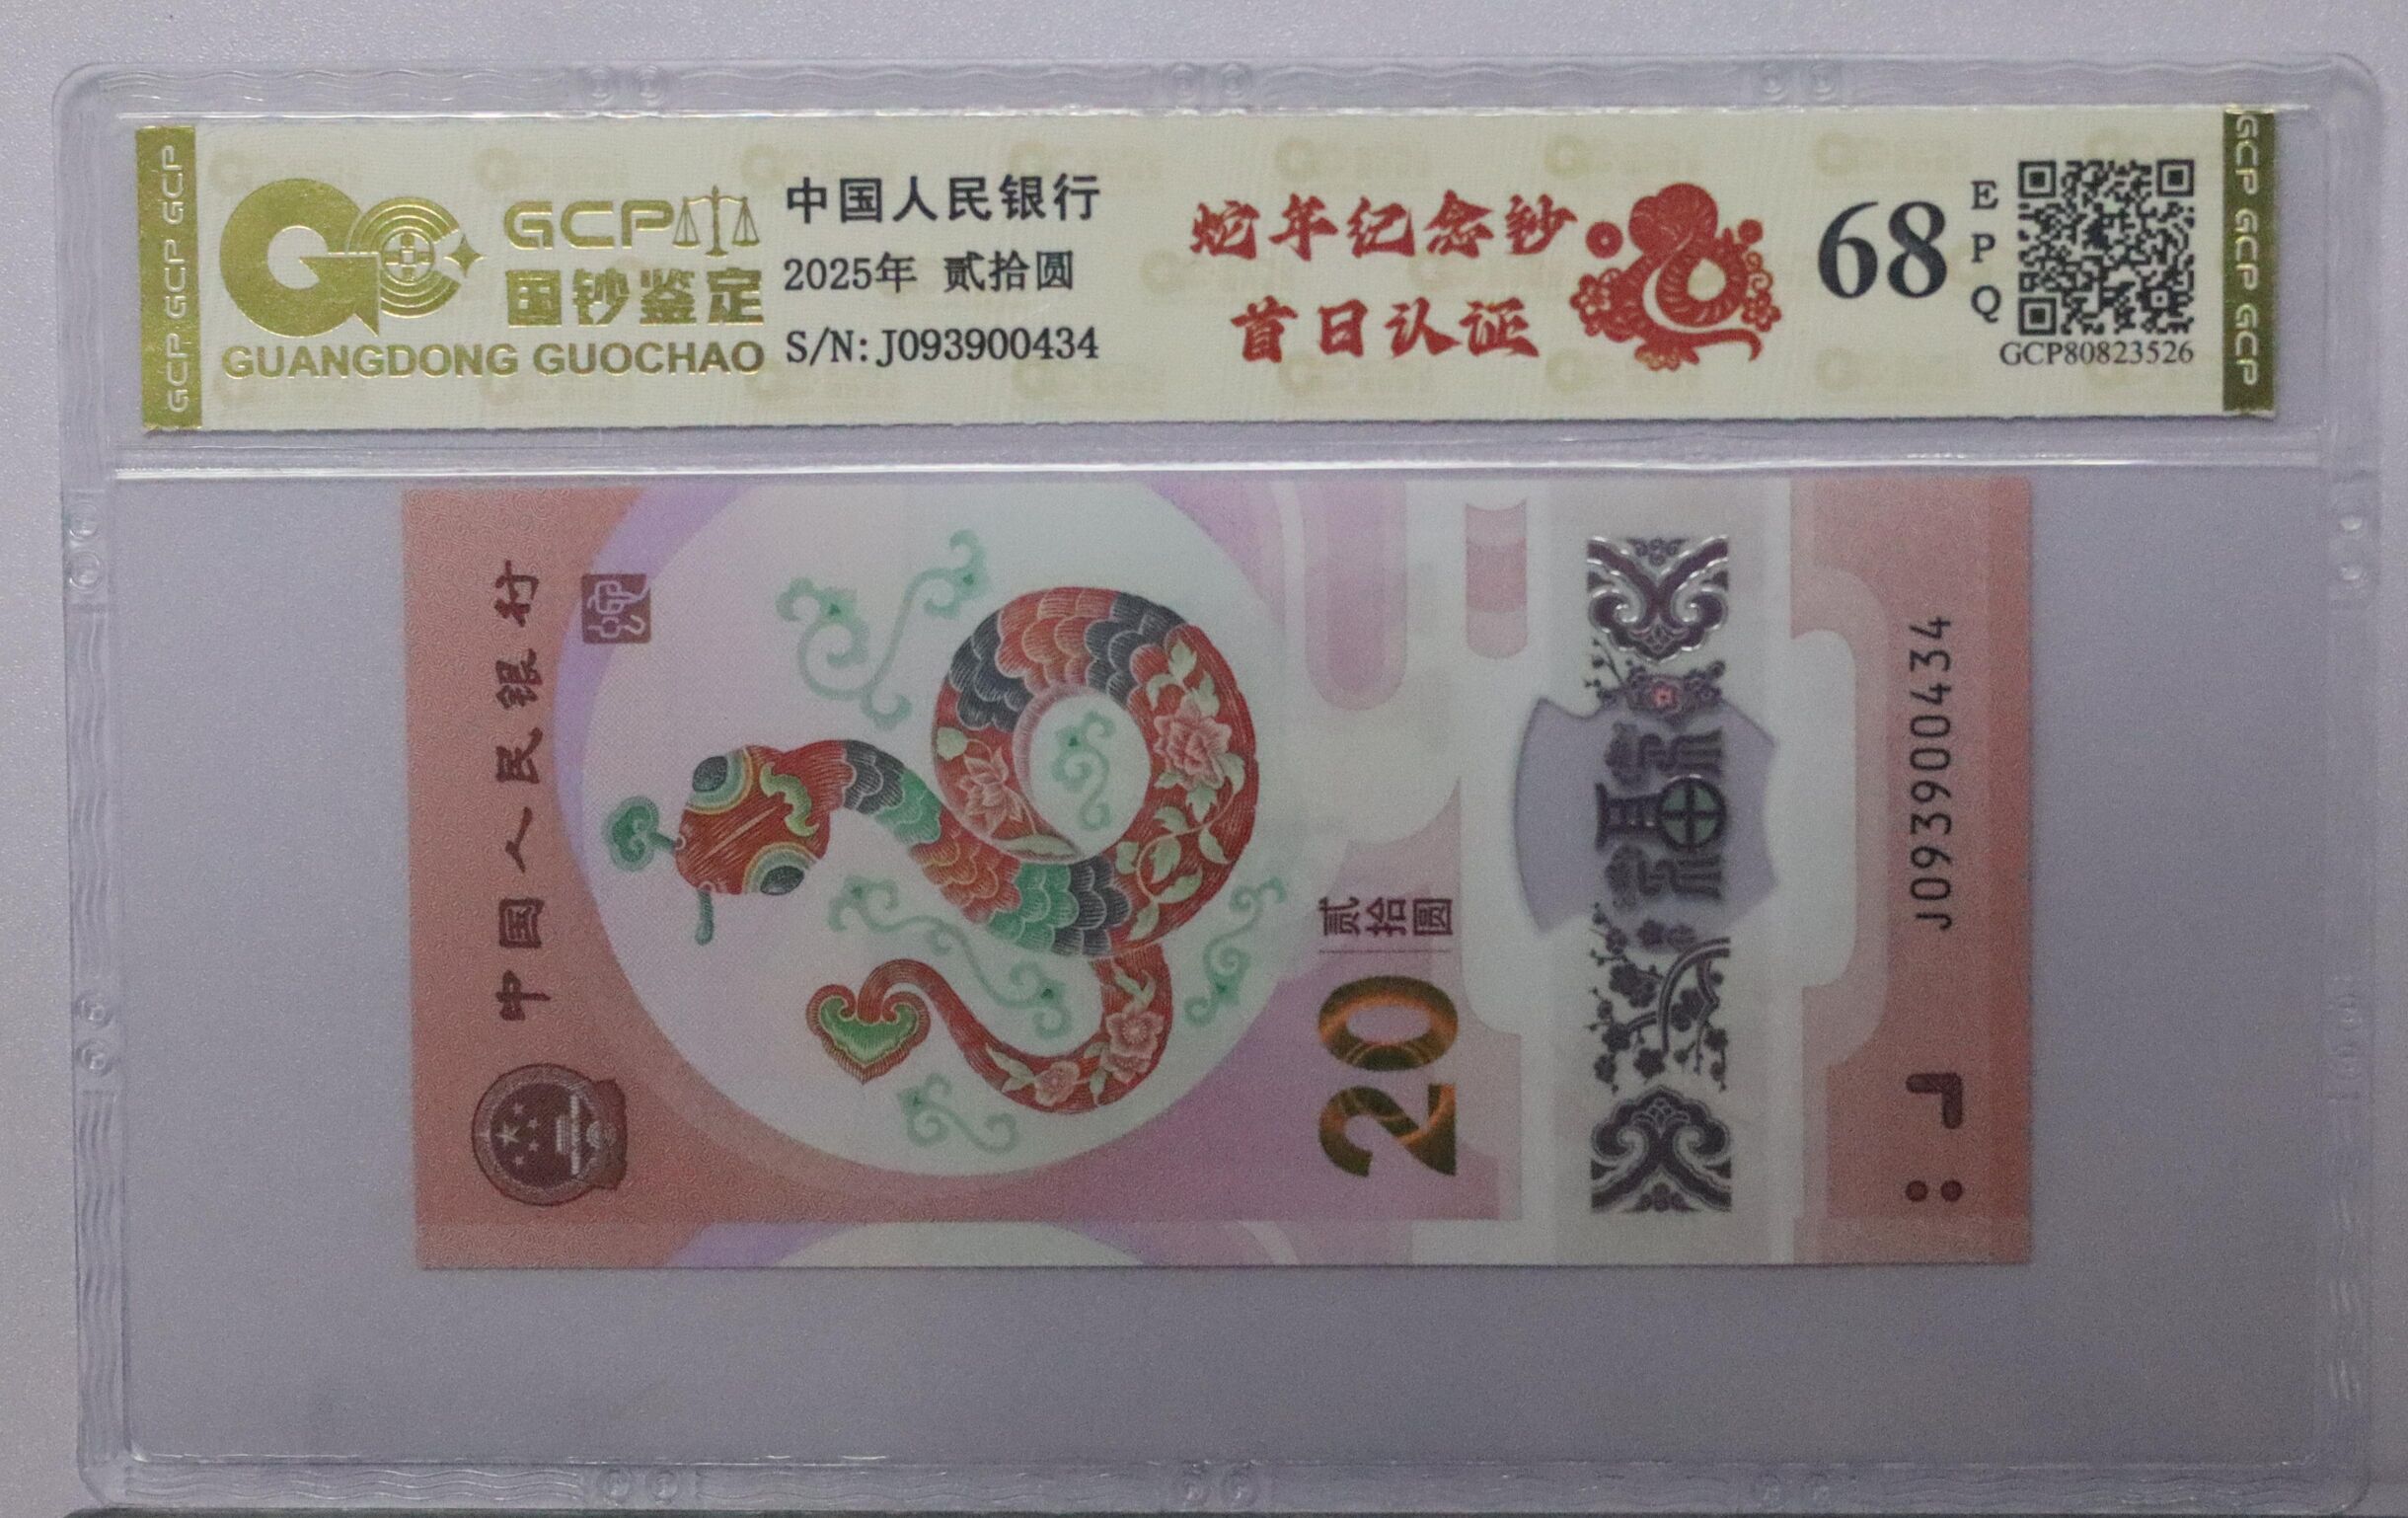 GCP GCP GCP
GCP
国钞鉴定
GUANGDONG GUOCHAO
中国人民银行
2025年 贰拾圆
S/N: J093900434
蛇年纪念钞
首日认证
68
EPQ
GCP80823526
GCP GCP GCP
中国人民银行
20
贰拾圆
福
J093900434